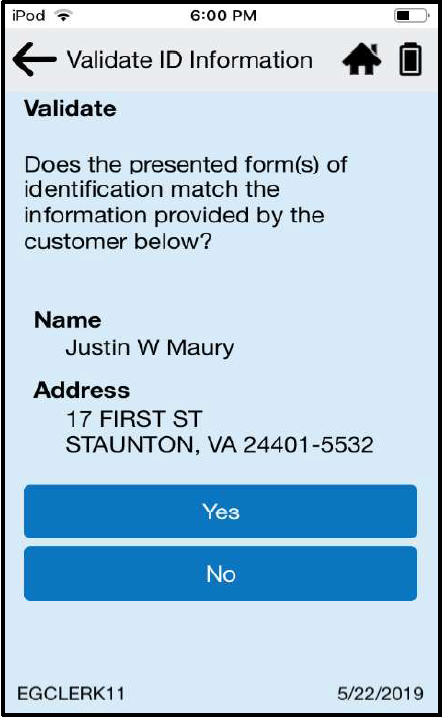 iPod 6:00 PM
Validate ID Information
Validate
Does the presented form(s) of
identification match the
information provided by the
customer below?
Name
Justin W Maury
Address
17 FIRST ST
STAUNTON, VA 24401-5532
Yes
No
EGCLERK11 5/22/2019